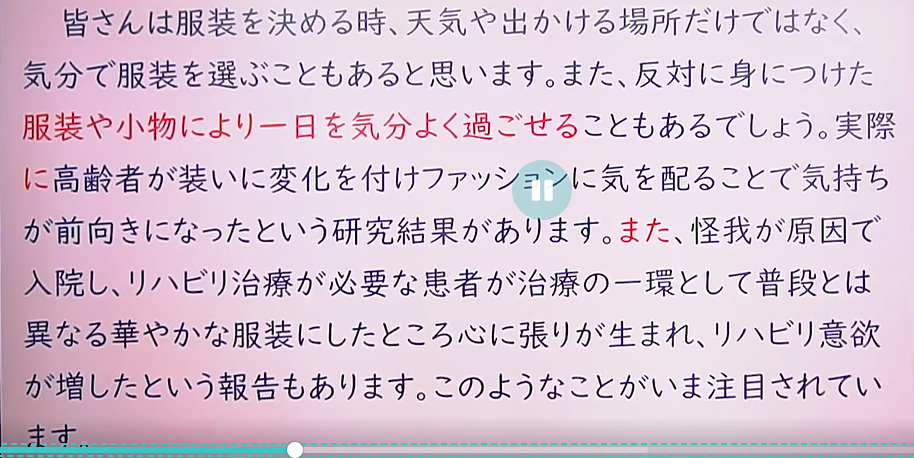 皆さんは服装を決める時、天気や出かける場所だけではなく、
気分で服装を選ぶこともあると思います。また、反対に身につけた
服装や小物により一日を気分よく過ごせることもあるでしょう。実際
に高齢者が装いに変化を付けファッションに気を配ることで気持ち
が前向きになったという研究結果があります。また、怪我が原因で
入院し、リハビリ治療が必要な患者が治療の一環として普段とは
異なる華やかな服装にしたところ心に張りが生まれ、リハビリ意欲
が増したという報告もあります。このようなことがいま注目されてい
ます。